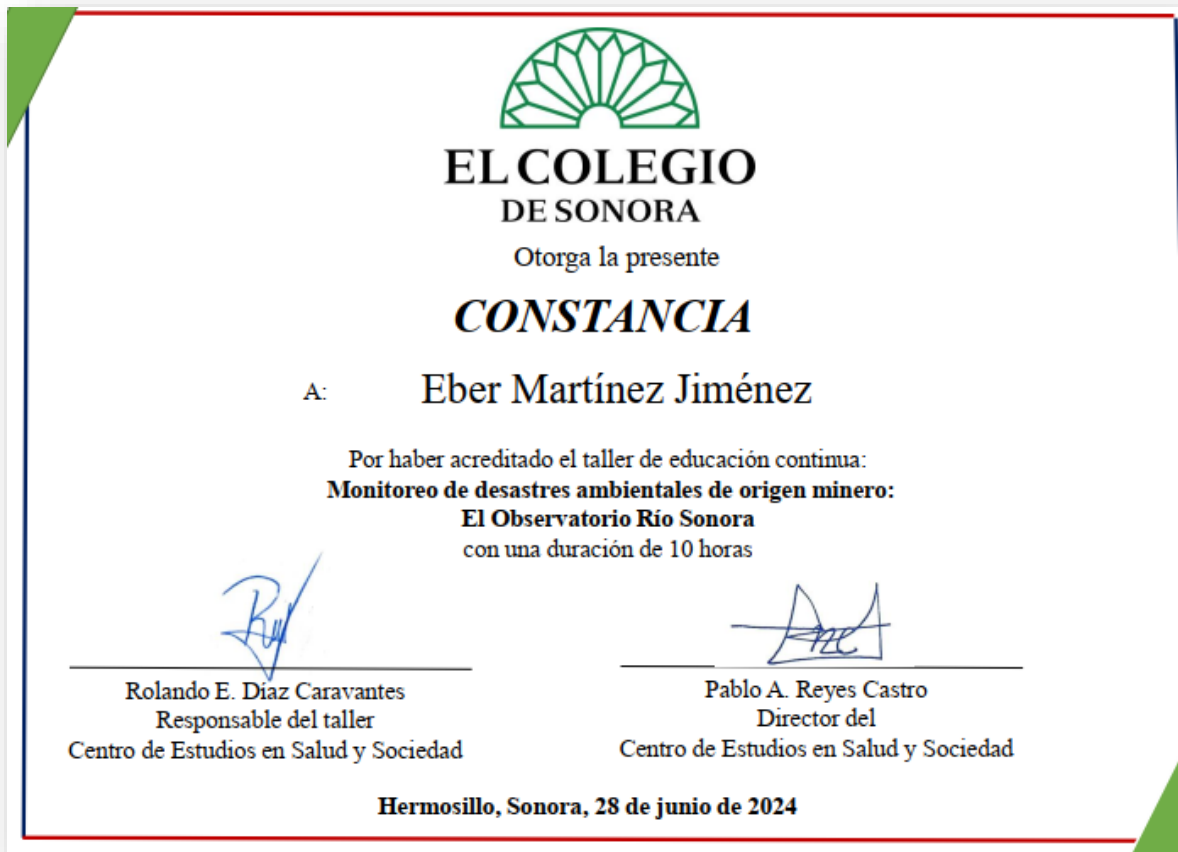 EL COLEGIO
DE SONORA
Otorga la presente
CONSTANCIA
A: Eber Martínez Jiménez
Por haber acreditado el taller de educación continua:
Monitoreo de desastres ambientales de origen minero:
El Observatorio Río Sonora
con una duración de 10 horas
Rolando E. Díaz Caravantes
Responsable del taller
Centro de Estudios en Salud y Sociedad
Pablo A. Reyes Castro
Director del
Centro de Estudios en Salud y Sociedad
Hermosillo, Sonora, 28 de junio de 2024